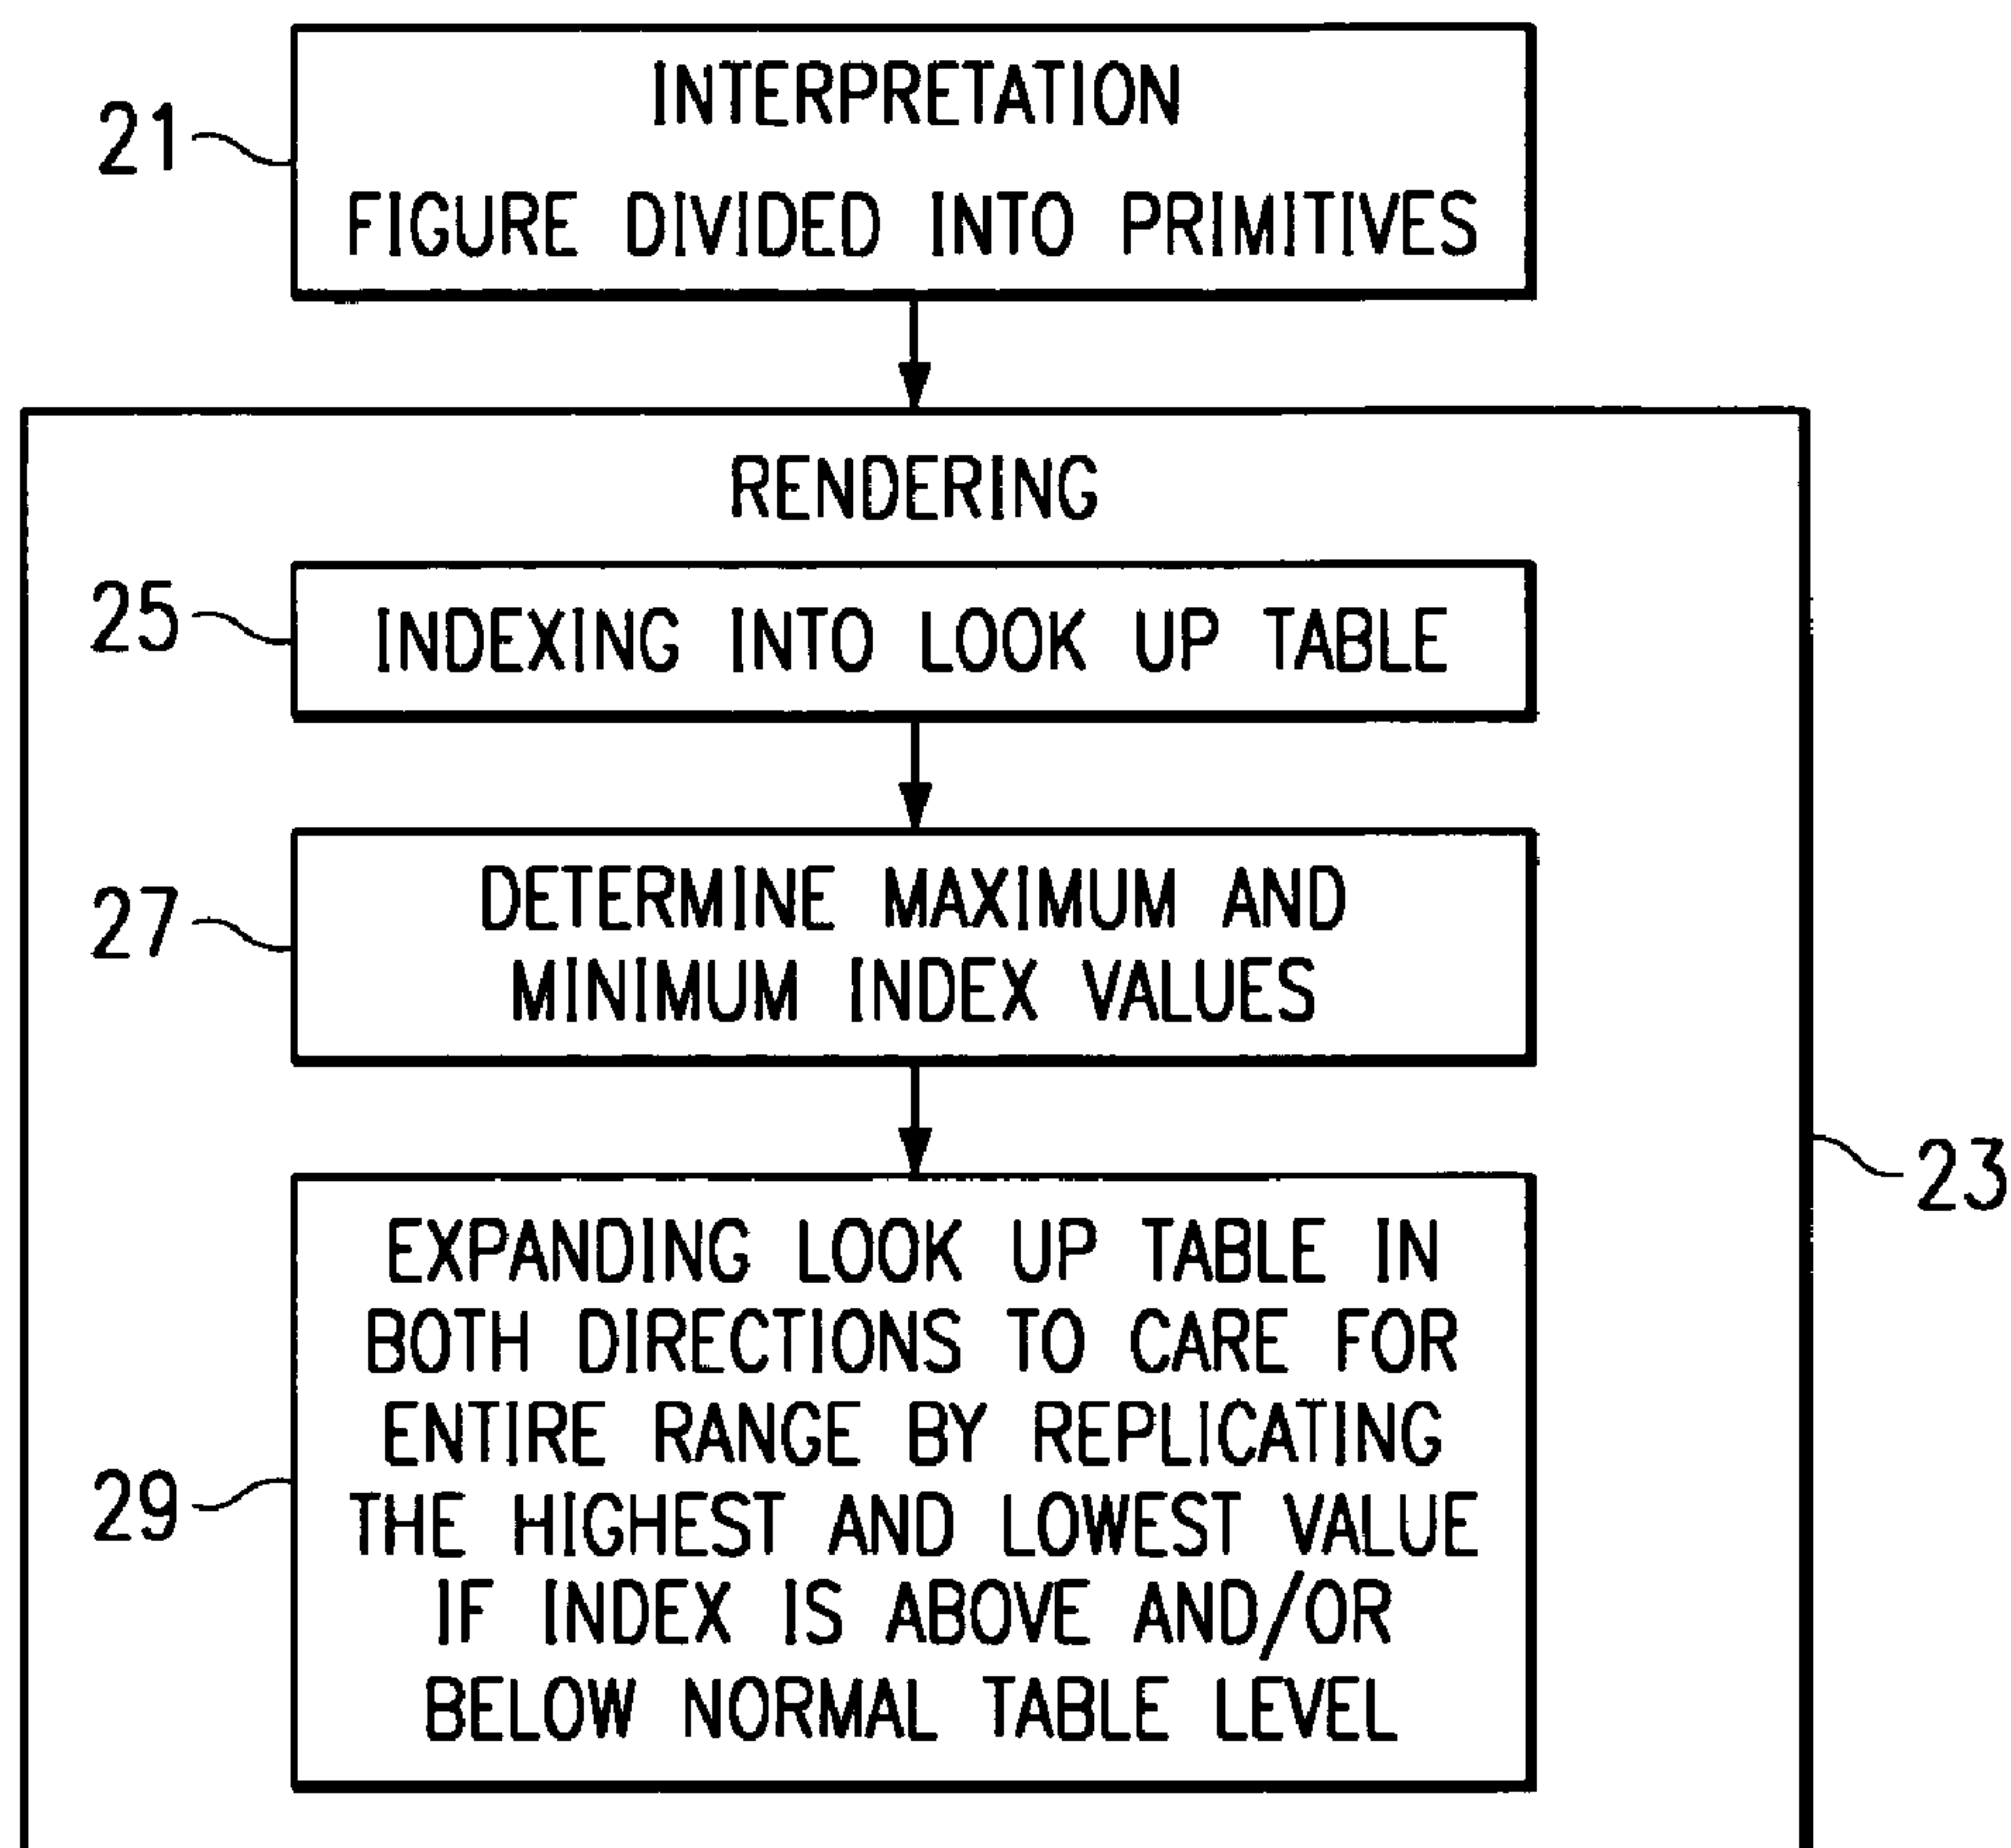 21
INTERPRETATION
FIGURE DIVIDED INTO PRIMITIVES
RENDERING
25
INDEXING INTO LOOK UP TABLE
27
DETERMINE MAXIMUM AND
MINIMUM INDEX VALUES
23
29
EXPANDING LOOK UP TABLE IN
BOTH DIRECTIONS TO CARE FOR
ENTIRE RANGE BY REPLICATING
THE HIGHEST AND LOWEST VALUE
IF INDEX IS ABOVE AND/OR
BELOW NORMAL TABLE LEVEL